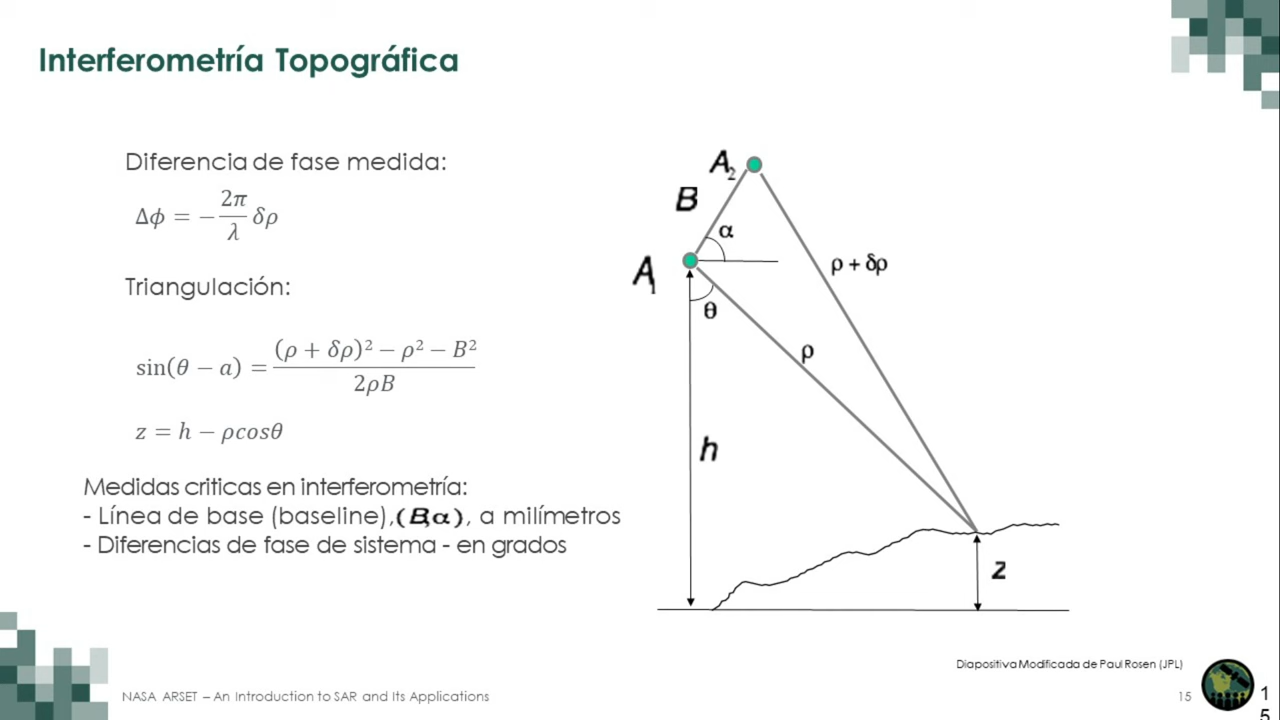 Interferometría Topográfica
Diferencia de fase medida:
Δϕ = − 2π/λ δρ
Triangulación:
sin(θ − a) = (ρ + δρ)² − ρ² − B² / 2ρB
z = h − ρcosθ
Medidas criticas en interferometría:
- Línea de base (baseline),(B,α), a milímetros
- Diferencias de fase de sistema - en grados
A₂
B
α
A₁
ρ + δρ
θ
ρ
h
z
Diapositiva Modificada de Paul Rosen (JPL)
NASA ARSET – An Introduction to SAR and Its Applications
15
1
5